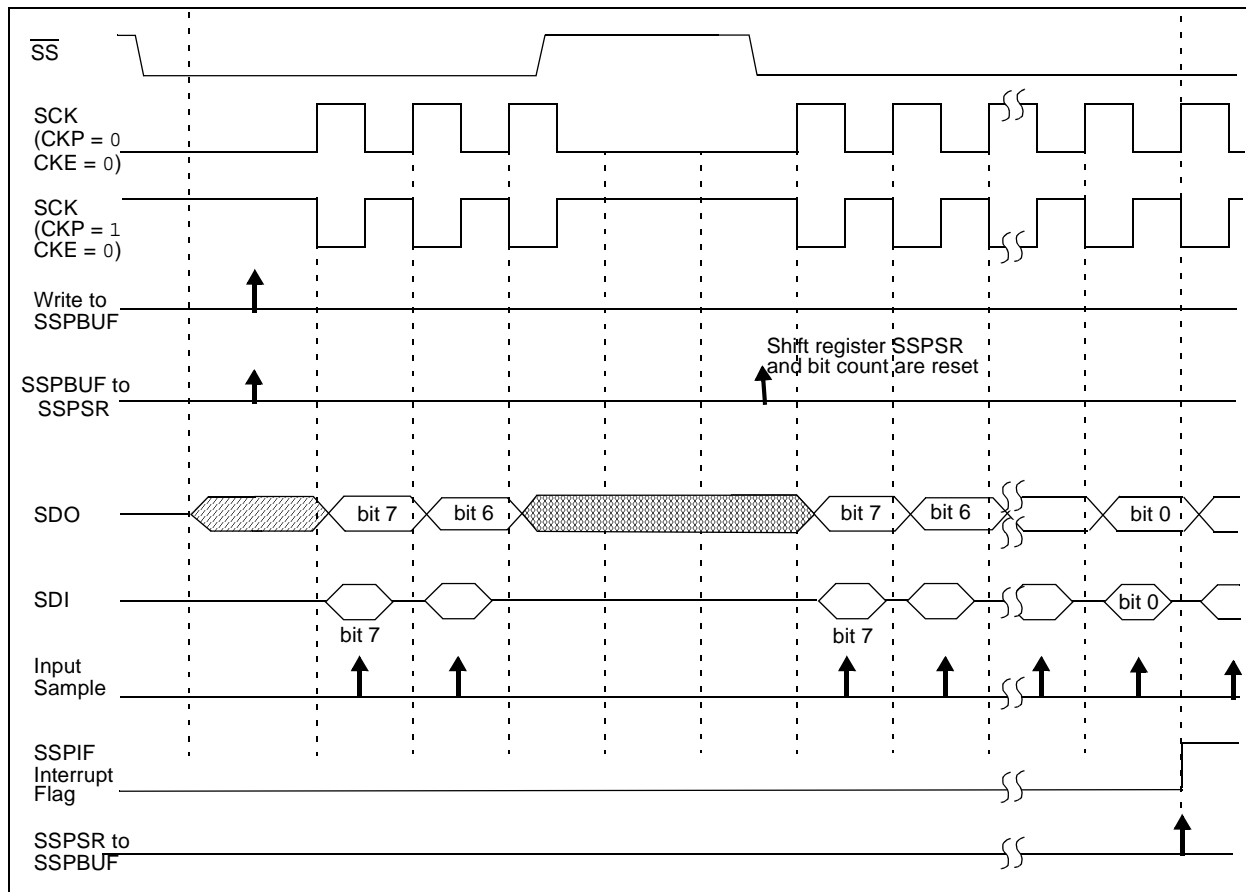 SS
SCK
(CKP = 0
CKE = 0)
SCK
(CKP = 1
CKE = 0)
Write to
SSPBUF
Shift register SSPSR
and bit count are reset
SSPBUF to
SSPSR
SDO
bit 7
bit 6
bit 7
bit 6
bit 0
SDI
bit 0
bit 7
bit 7
Input
Sample
SSPIF
Interrupt
Flag
SSPSR to
SSPBUF